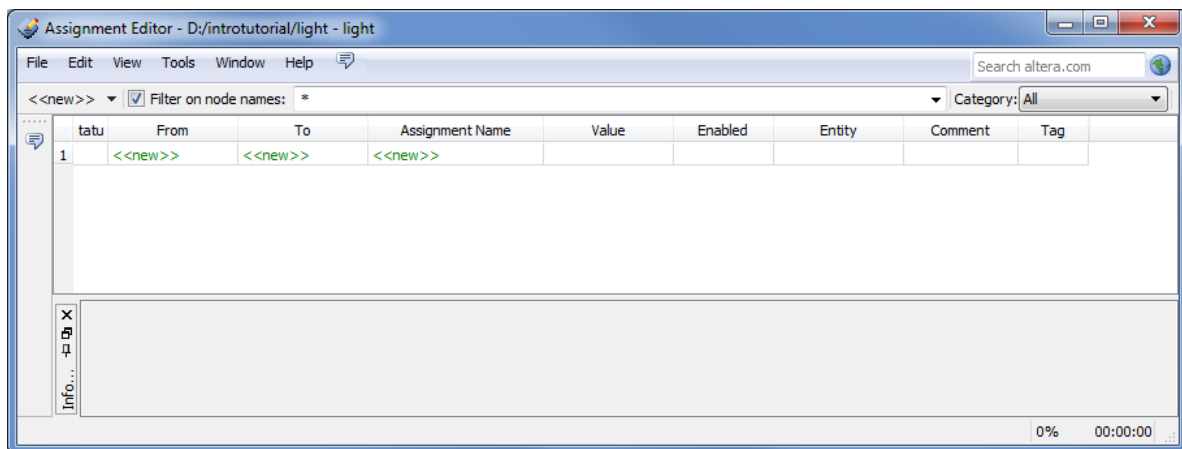 Assignment Editor - D:/introtutorial/light - light
File Edit View Tools Window Help Search altera.com
<<new>> Filter on node names: * Category: All
tatu From To Assignment Name Value Enabled Entity Comment Tag
1 <<new>> <<new>> <<new>>
Info...
0% 00:00:00